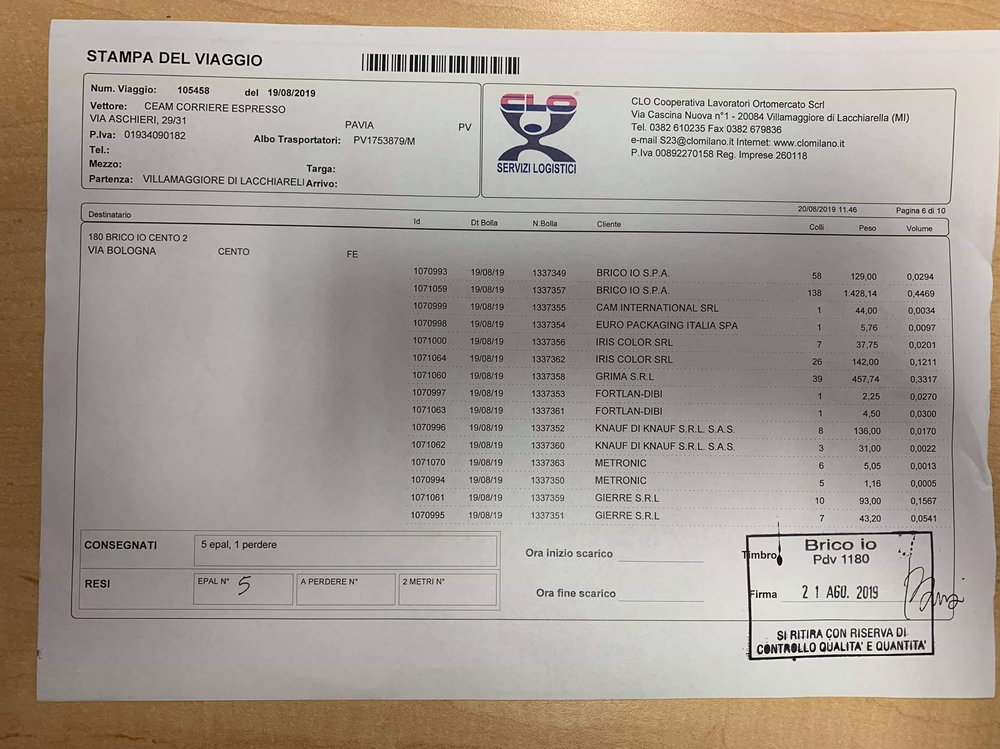 STAMPA DEL VIAGGIO
Num. Viaggio: 105458 del 19/08/2019
Vettore: CEAM CORRIERE ESPRESSO
VIA ASCHIERI, 29/31 PAVIA PV
P.Iva: 01934090182 Albo Trasportatori: PV1753879/M
Tel.:
Mezzo: Targa:
Partenza: VILLAMAGGIORE DI LACCHIARELI Arrivo:
CLO ®
SERVIZI LOGISTICI
CLO Cooperativa Lavoratori Ortomercato Scrl
Via Cascina Nuova n°1 - 20084 Villamaggiore di Lacchiarella (MI)
Tel. 0382 610235 Fax 0382 679836
e-mail S23@clomilano.it Internet: www.clomilano.it
P.Iva 00892270158 Reg. Imprese 260118
20/08/2019 11.46 Pagina 6 di 10
Destinatario Id Dt Bolla N.Bolla Cliente Colli Peso Volume
180 BRICO IO CENTO 2
VIA BOLOGNA CENTO FE
1070993 19/08/19 1337349 BRICO IO S.P.A. 58 129,00 0,0294
1071059 19/08/19 1337357 BRICO IO S.P.A. 138 1.428,14 0,4469
1070999 19/08/19 1337355 CAM INTERNATIONAL SRL 1 44,00 0,0034
1070998 19/08/19 1337354 EURO PACKAGING ITALIA SPA 1 5,76 0,0097
1071000 19/08/19 1337356 IRIS COLOR SRL 7 37,75 0,0201
1071064 19/08/19 1337362 IRIS COLOR SRL 26 142,00 0,1211
1071060 19/08/19 1337358 GRIMA S.R.L 39 457,74 0,3317
1070997 19/08/19 1337353 FORTLAN-DIBI 1 2,25 0,0270
1071063 19/08/19 1337361 FORTLAN-DIBI 1 4,50 0,0300
1070996 19/08/19 1337352 KNAUF DI KNAUF S.R.L. S.A.S. 8 136,00 0,0170
1071062 19/08/19 1337360 KNAUF DI KNAUF S.R.L. S.A.S. 3 31,00 0,0022
1071070 19/08/19 1337363 METRONIC 6 5,05 0,0013
1070994 19/08/19 1337350 METRONIC 5 1,16 0,0005
1071061 19/08/19 1337359 GIERRE S.R.L 10 93,00 0,1567
1070995 19/08/19 1337351 GIERRE S.R.L 7 43,20 0,0541
CONSEGNATI 5 epal, 1 perdere
RESI EPAL N° 5 A PERDERE N° 2 METRI N°
Ora inizio scarico
Ora fine scarico
Timbro
Firma
Brico io
Pdv 1180
21 AGO. 2019
SI RITIRA CON RISERVA DI
CONTROLLO QUALITA' E QUANTITA'